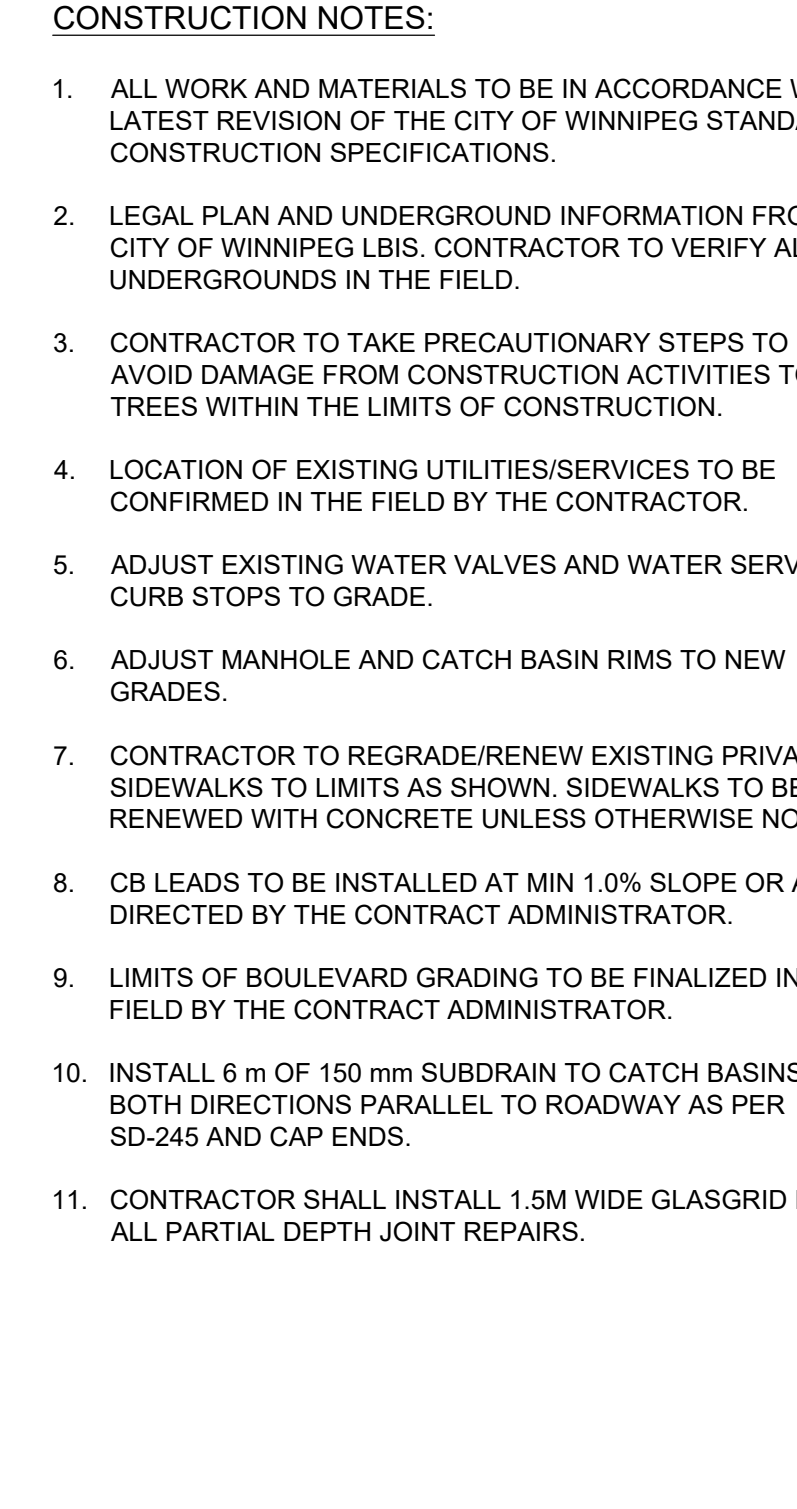 CONSTRUCTION NOTES:
1. ALL WORK AND MATERIALS TO BE IN ACCORDANCE
LATEST REVISION OF THE CITY OF WINNIPEG
CONSTRUCTION SPECIFICATIONS.
2. LEGAL PLAN AND UNDERGROUND INFORMATION
CITY OF WINNIPEG LBIS. CONTRACTOR TO VERIFY
UNDERGROUNDS IN THE FIELD.
3. CONTRACTOR TO TAKE PRECAUTIONARY STEPS TO
AVOID DAMAGE FROM CONSTRUCTION ACTIVITIES
TREES WITHIN THE LIMITS OF CONSTRUCTION.
4. LOCATION OF EXISTING UTILITIES/SERVICES TO BE
CONFIRMED IN THE FIELD BY THE CONTRACTOR.
5. ADJUST EXISTING WATER VALVES AND WATER
CURB STOPS TO GRADE.
6. ADJUST MANHOLE AND CATCH BASIN RIMS TO NEW
GRADES.
7. CONTRACTOR TO REGRADE/RENEW EXISTING
SIDEWALKS TO LIMITS AS SHOWN. SIDEWALKS TO BE
RENEWED WITH CONCRETE UNLESS OTHERWISE
8. CB LEADS TO BE INSTALLED AT MIN 1.0% SLOPE OR
DIRECTED BY THE CONTRACT ADMINISTRATOR.
9. LIMITS OF BOULEVARD GRADING TO BE FINALIZED IN
FIELD BY THE CONTRACT ADMINISTRATOR.
10. INSTALL 6 m OF 150 mm SUBDRAIN TO CATCH BASINS
BOTH DIRECTIONS PARALLEL TO ROADWAY AS PER
SD-245 AND CAP ENDS.
11. CONTRACTOR SHALL INSTALL 1.5M WIDE GLASGRID
ALL PARTIAL DEPTH JOINT REPAIRS.